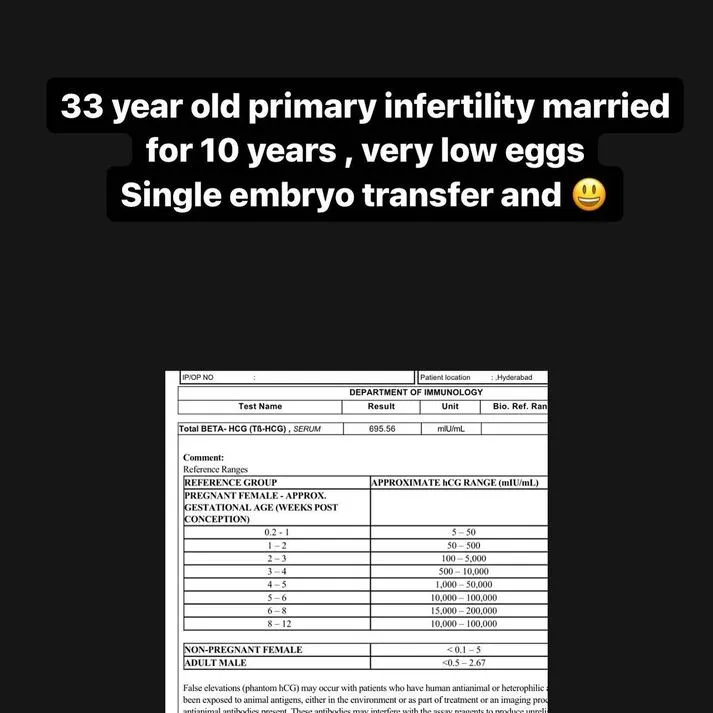 33 year old primary infertility married
for 10 years , very low eggs
Single embryo transfer and 😃
IP/OP NO : Patient location : .Hyderabad
DEPARTMENT OF IMMUNOLOGY
Test Name Result Unit Bio. Ref. Ran
Total BETA- HCG (Tß-HCG) , SERUM 695.56 mIU/mL
Comment:
Reference Ranges
REFERENCE GROUP APPROXIMATE hCG RANGE (mIU/mL)
PREGNANT FEMALE - APPROX.
GESTATIONAL AGE (WEEKS POST
CONCEPTION)
0.2 - 1 5 – 50
1 – 2 50 – 500
2 – 3 100 – 5,000
3 – 4 500 – 10,000
4 – 5 1,000 – 50,000
5 – 6 10,000 – 100,000
6 – 8 15,000 – 200,000
8 – 12 10,000 – 100,000
NON-PREGNANT FEMALE < 0.1 – 5
ADULT MALE <0.5 – 2.67
False elevations (phantom hCG) may occur with patients who have human antianimal or heterophilic
been exposed to animal antigens, either in the environment or as part of treatment or an imaging
antianimal antibodies present. These antibodies may interfere with the assay reagents to produce